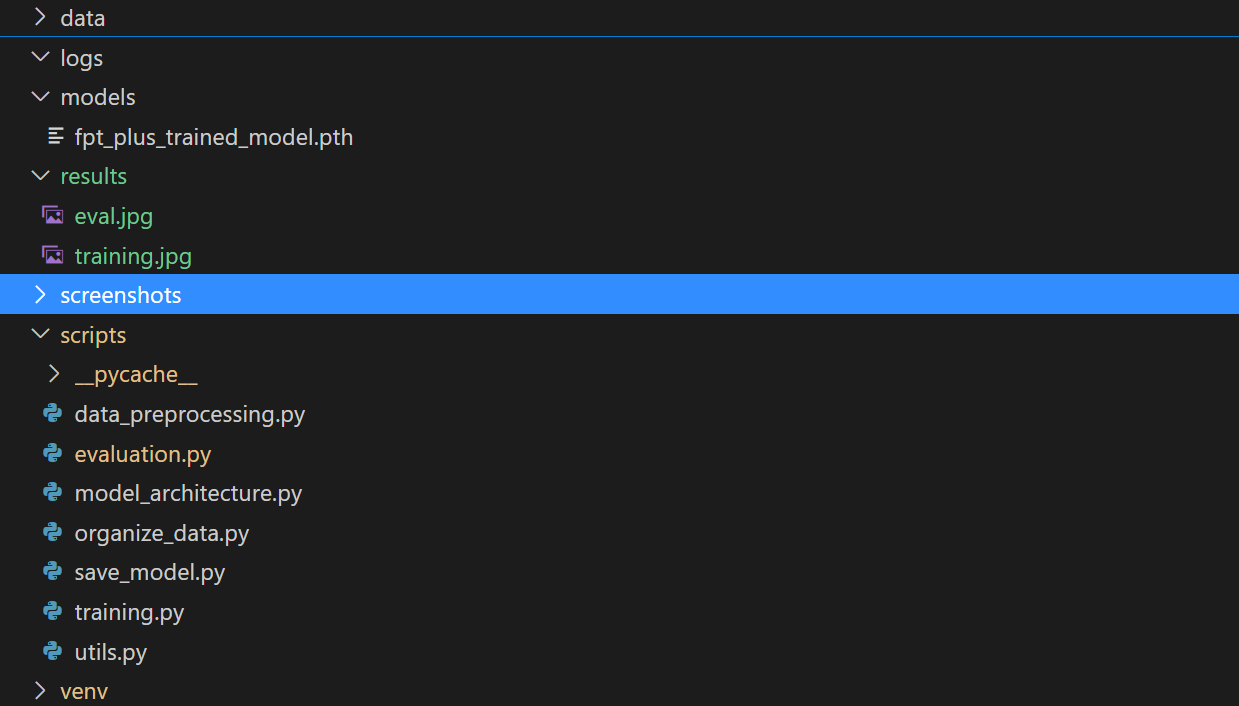 data
logs
models
fpt_plus_trained_model.pth
results
eval.jpg
training.jpg
screenshots
scripts
__pycache__
data_preprocessing.py
evaluation.py
model_architecture.py
organize_data.py
save_model.py
training.py
utils.py
venv